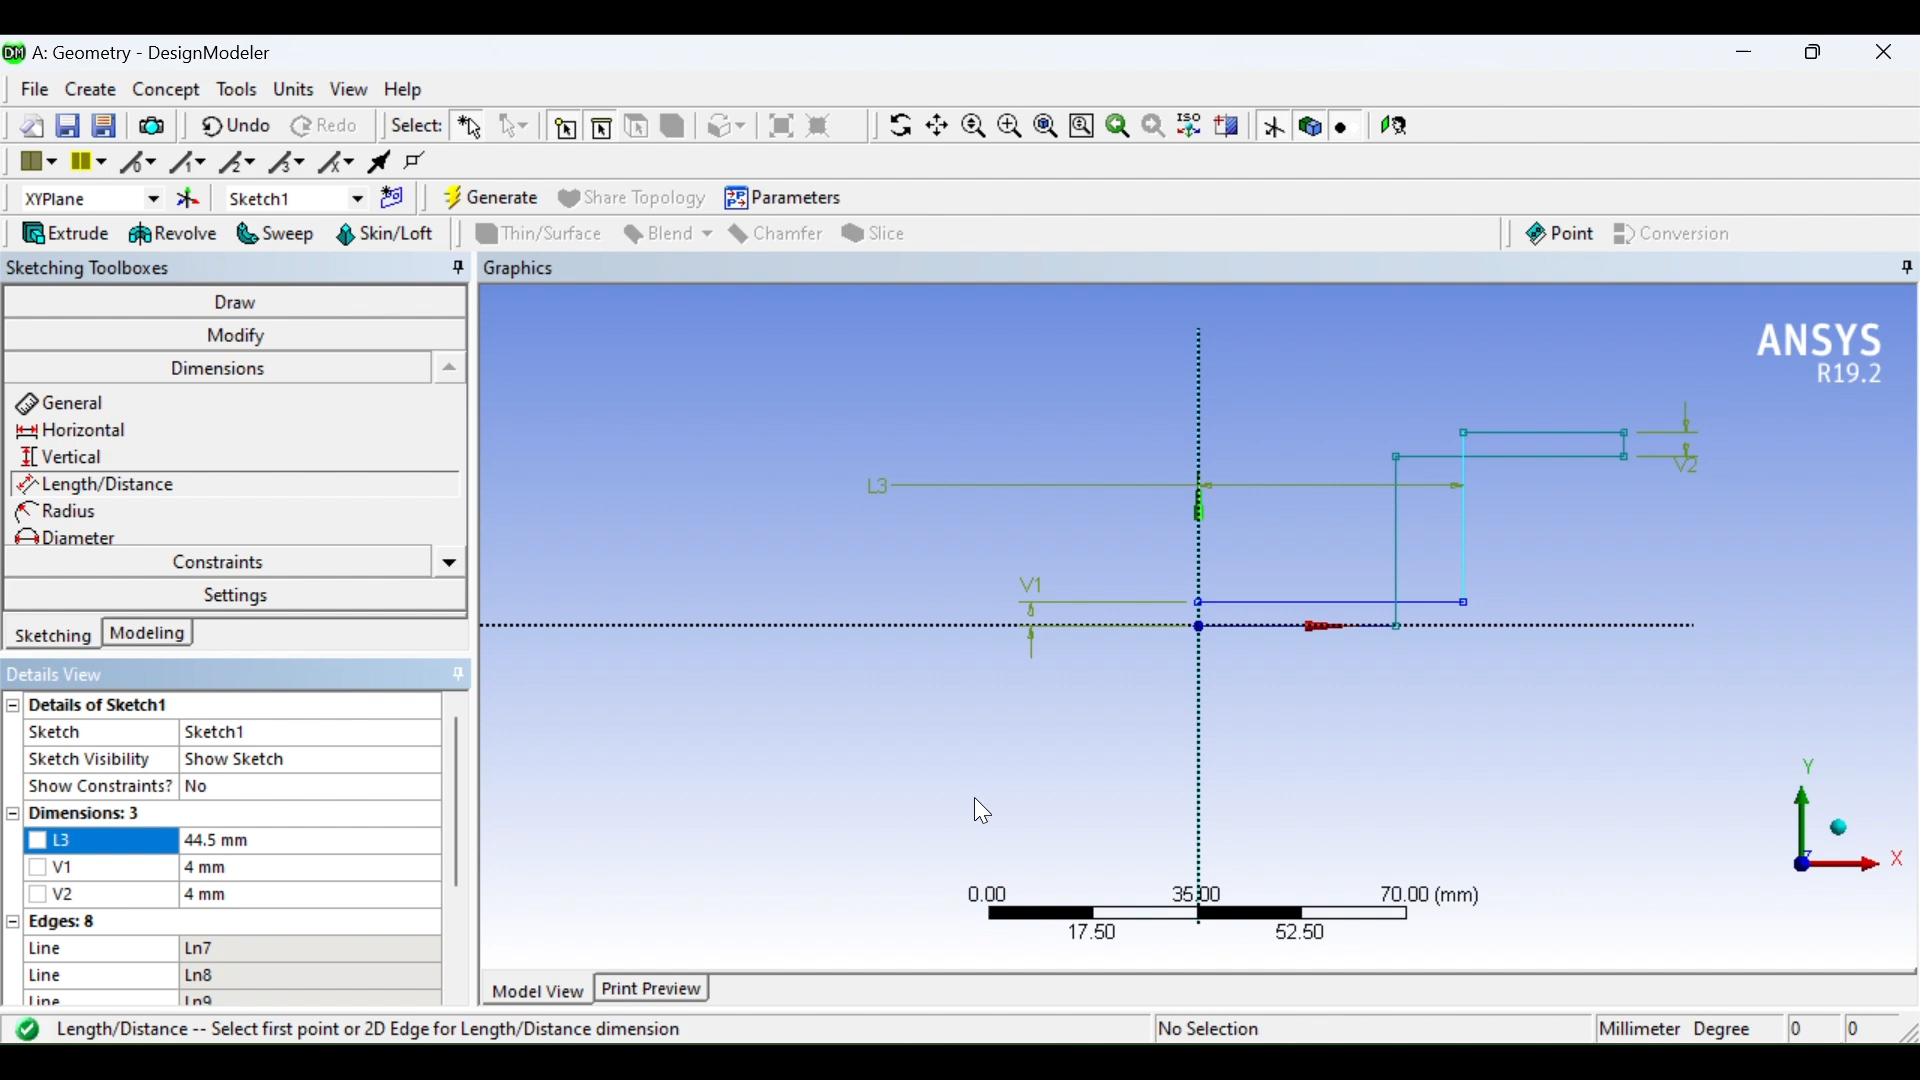 DM A: Geometry - DesignModeler
File Create Concept Tools Units View Help
Undo Redo Select: ISO
XYPlane Sketch1 Generate Share Topology Parameters
Extrude Revolve Sweep Skin/Loft Thin/Surface Blend Chamfer Slice Point Conversion
Sketching Toolboxes
Draw
Modify
Dimensions
General
Horizontal
Vertical
Length/Distance
Radius
Diameter
Constraints
Settings
Sketching Modeling
Details View
Details of Sketch1
Sketch Sketch1
Sketch Visibility Show Sketch
Show Constraints? No
Dimensions: 3
L3 44.5 mm
V1 4 mm
V2 4 mm
Edges: 8
Line Ln7
Line Ln8
Line Ln9
Graphics
ANSYS
R19.2
V2
L3
V1
Y
X
0.00 35.00 70.00 (mm)
17.50 52.50
Model View Print Preview
Length/Distance -- Select first point or 2D Edge for Length/Distance dimension No Selection Millimeter Degree 0 0